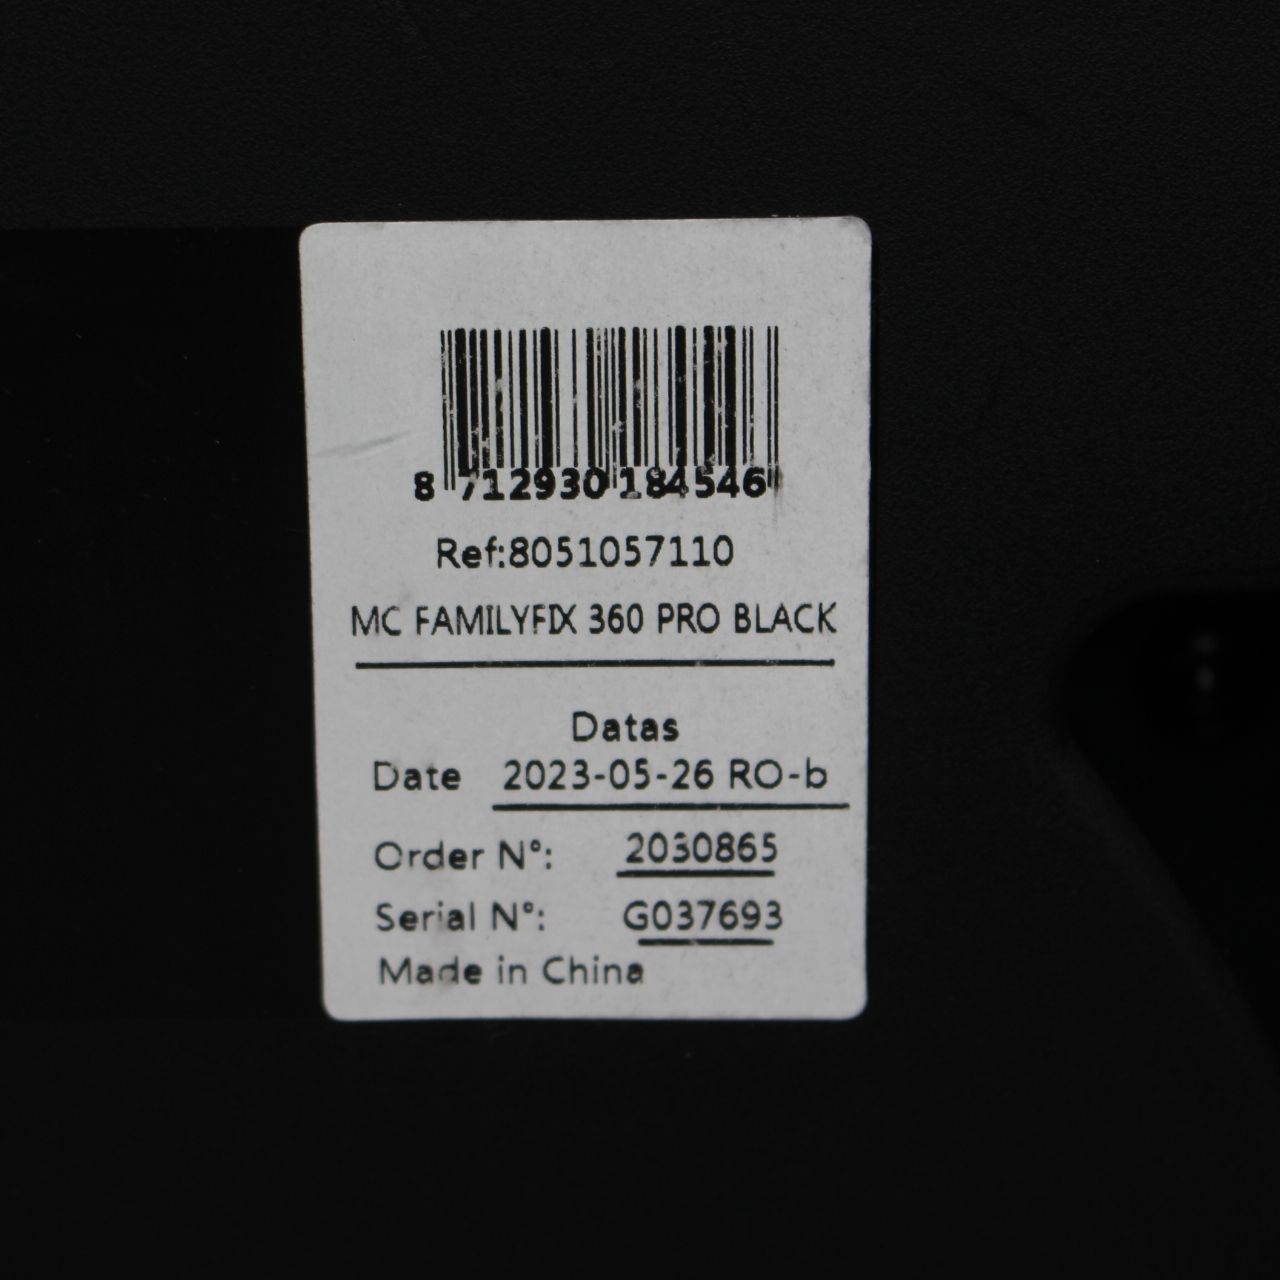 8 712930 184546
Ref:8051057110
MC FAMILYFIX 360 PRO BLACK
Datas
Date 2023-05-26 RO-b
Order N°: 2030865
Serial N°: G037693
Made in China